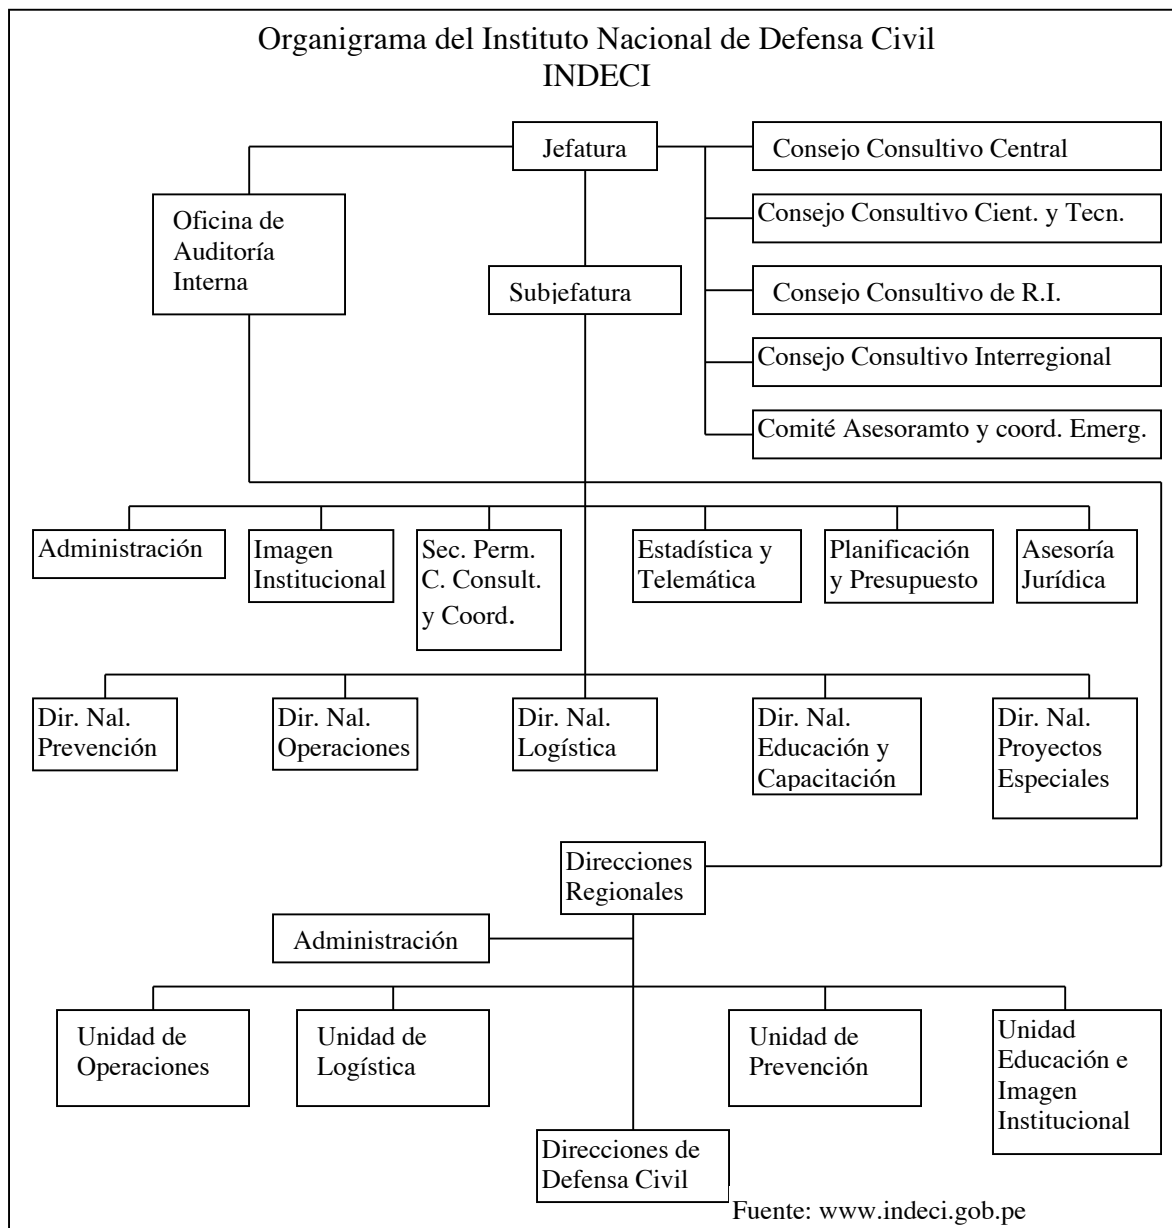 Organigrama del Instituto Nacional de Defensa Civil
INDECI
Jefatura
Consejo Consultivo Central
Oficina de
Auditoría
Interna
Consejo Consultivo Cient. y Tecn.
Subjefatura
Consejo Consultivo de R.I.
Consejo Consultivo Interregional
Comité Asesoramto y coord. Emerg.
Administración
Imagen
Institucional
Sec. Perm.
C. Consult.
y Coord.
Estadística y
Telemática
Planificación
y Presupuesto
Asesoría
Jurídica
Dir. Nal.
Prevención
Dir. Nal.
Operaciones
Dir. Nal.
Logística
Dir. Nal.
Educación y
Capacitación
Dir. Nal.
Proyectos
Especiales
Direcciones
Regionales
Administración
Unidad de
Operaciones
Unidad de
Logística
Unidad de
Prevención
Unidad
Educación e
Imagen
Institucional
Direcciones de
Defensa Civil
Fuente: www.indeci.gob.pe